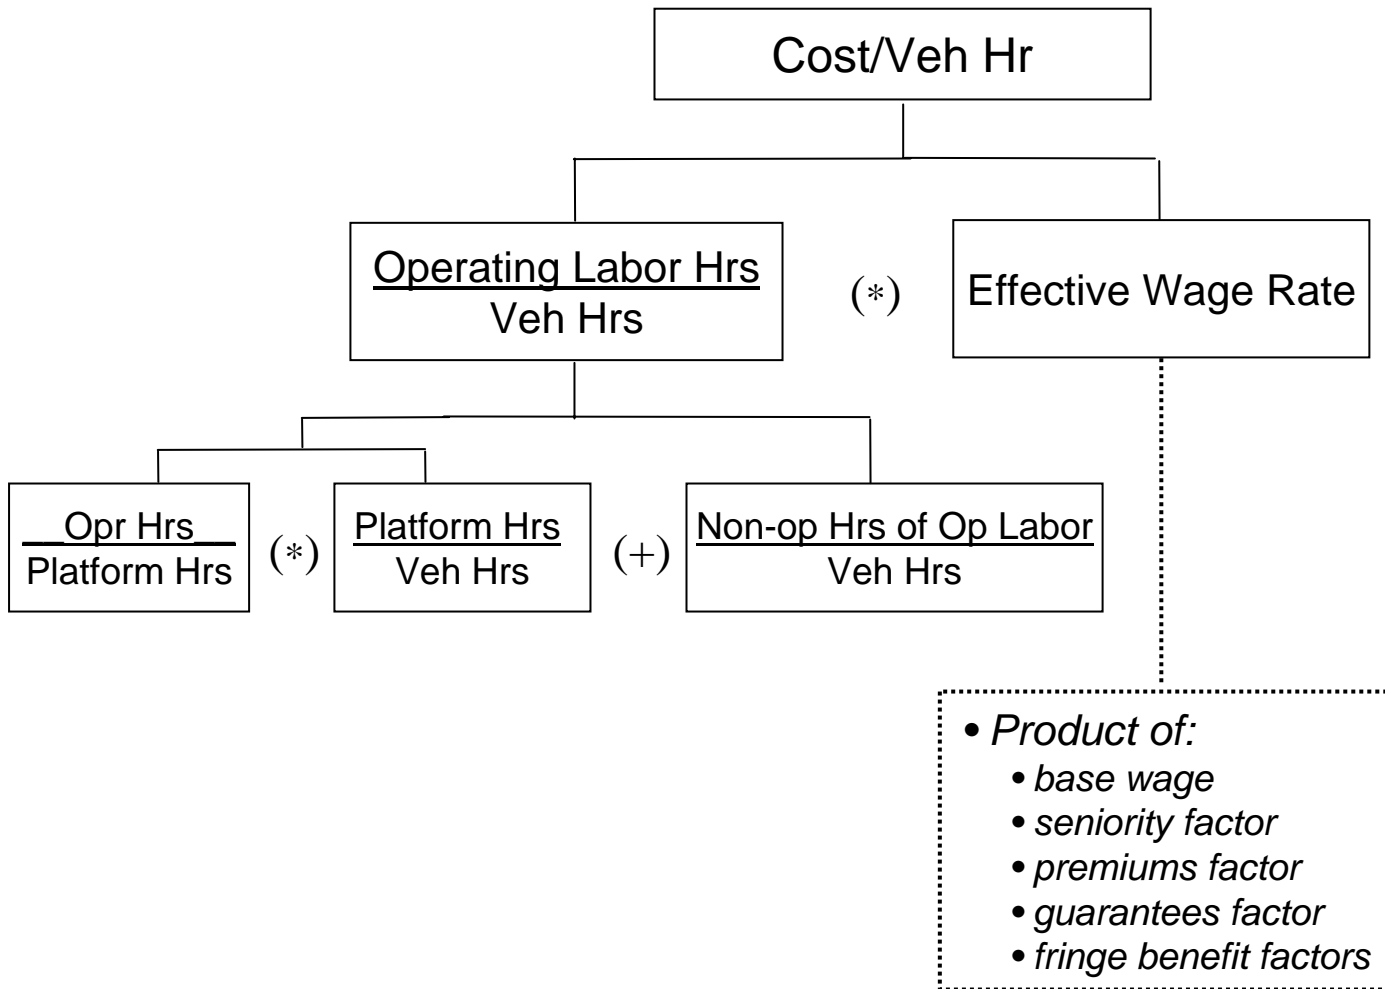 Cost/Veh Hr
Operating Labor Hrs
Veh Hrs
(*)
Effective Wage Rate
__Opr Hrs__
Platform Hrs
(*)
Platform Hrs
Veh Hrs
(+)
Non-op Hrs of Op Labor
Veh Hrs
• Product of:
• base wage
• seniority factor
• premiums factor
• guarantees factor
• fringe benefit factors